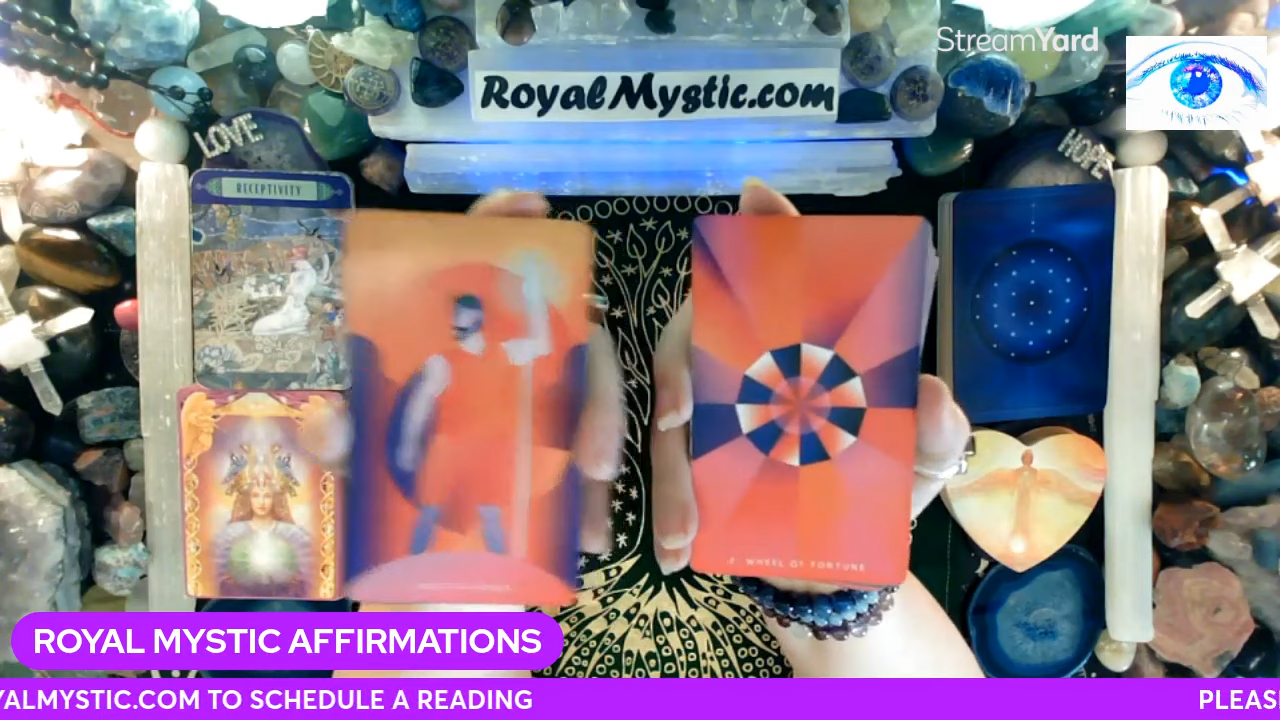 StreamYard
RoyalMystic.com
LOVE
HOPE
RECEPTIVITY
WHEEL OF FORTUNE
ROYAL MYSTIC AFFIRMATIONS
YALMYSTIC.COM TO SCHEDULE A READING
PLEAS